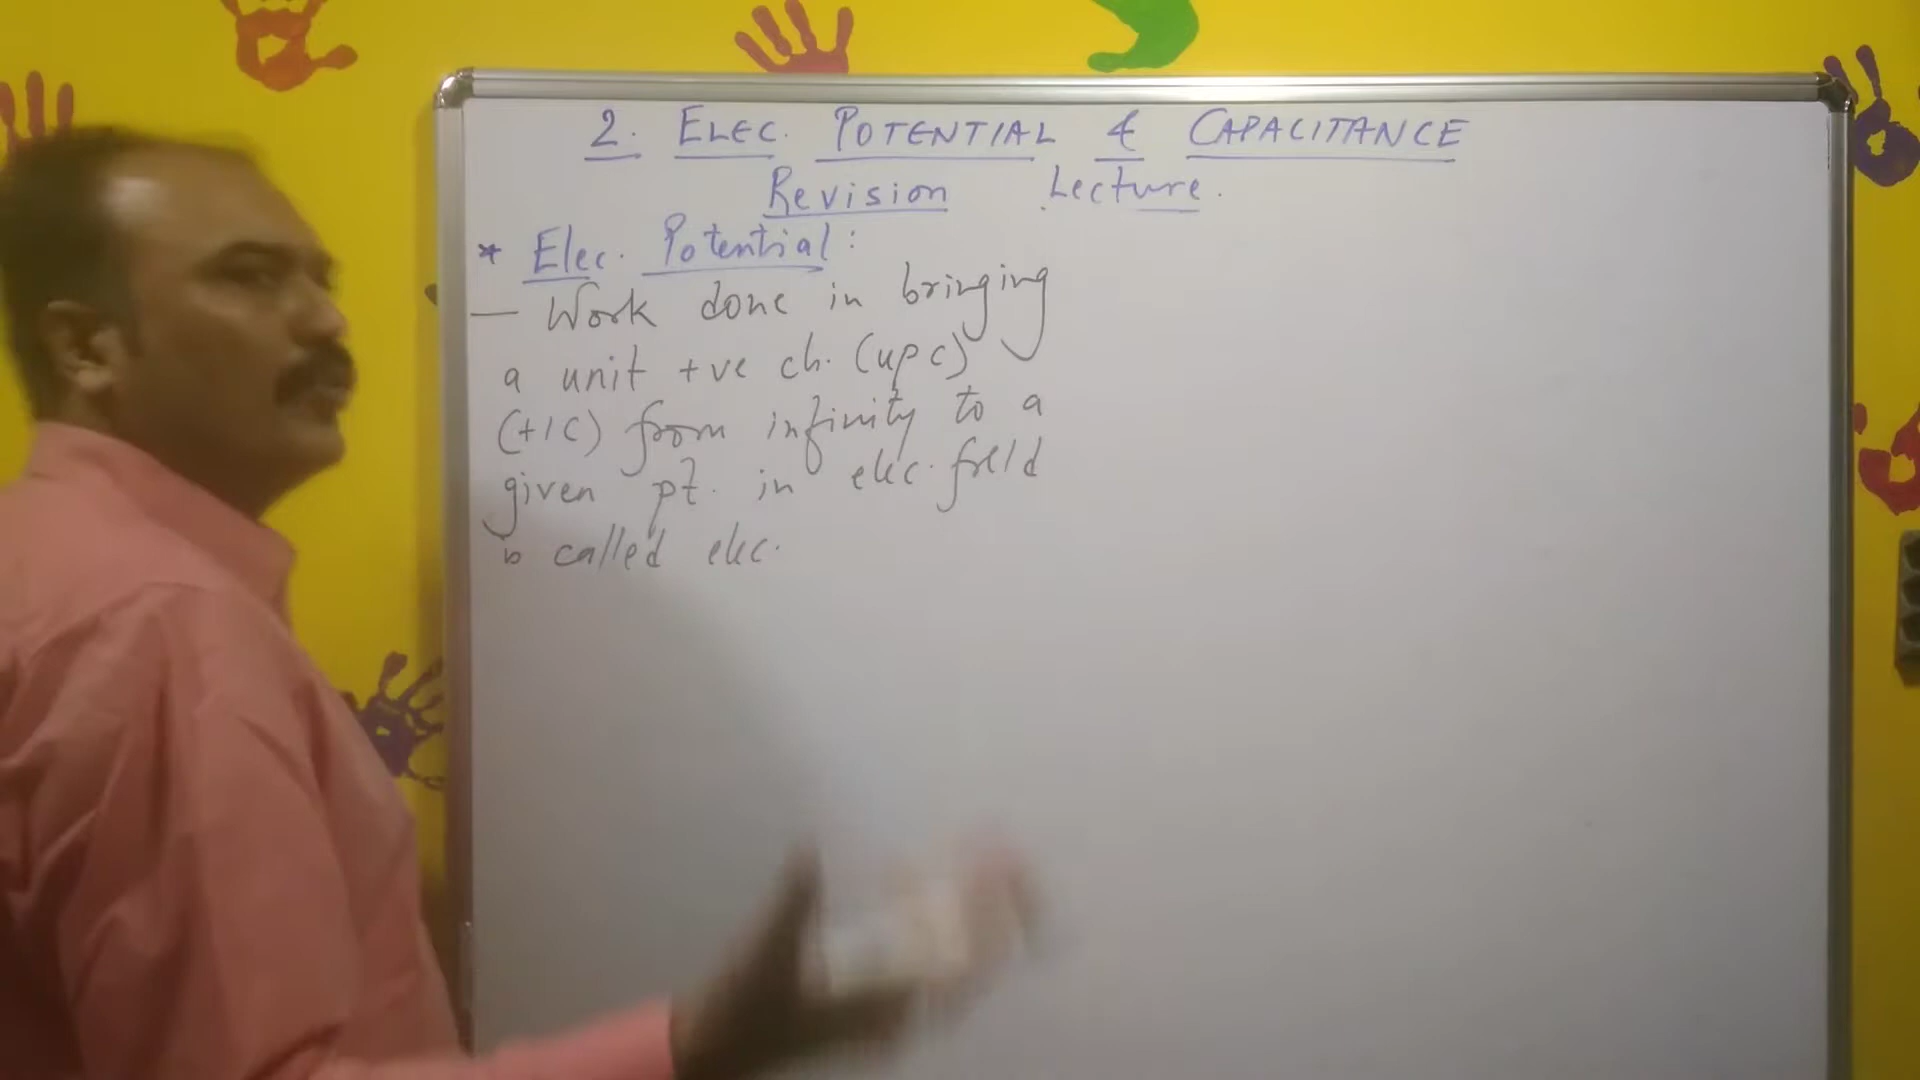 2. ELEC. POTENTIAL & CAPACITANCE
Revision Lecture.
* Elec. Potential:
— Work done in bringing
a unit +ve ch. (upc)
(+1C) from infinity to a
given pt. in elec. field
is called elec.